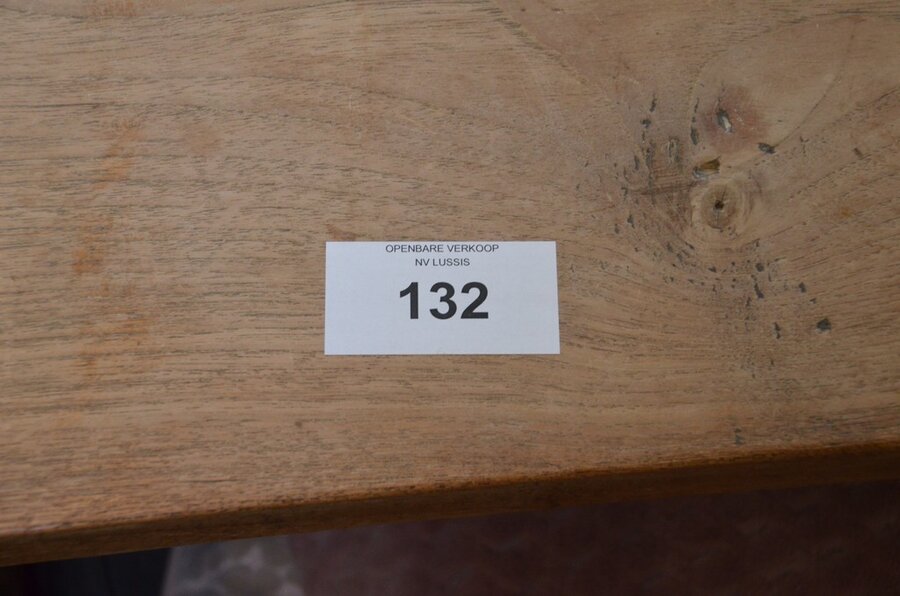 OPENBARE VERKOOP
NV LUSSIS
132